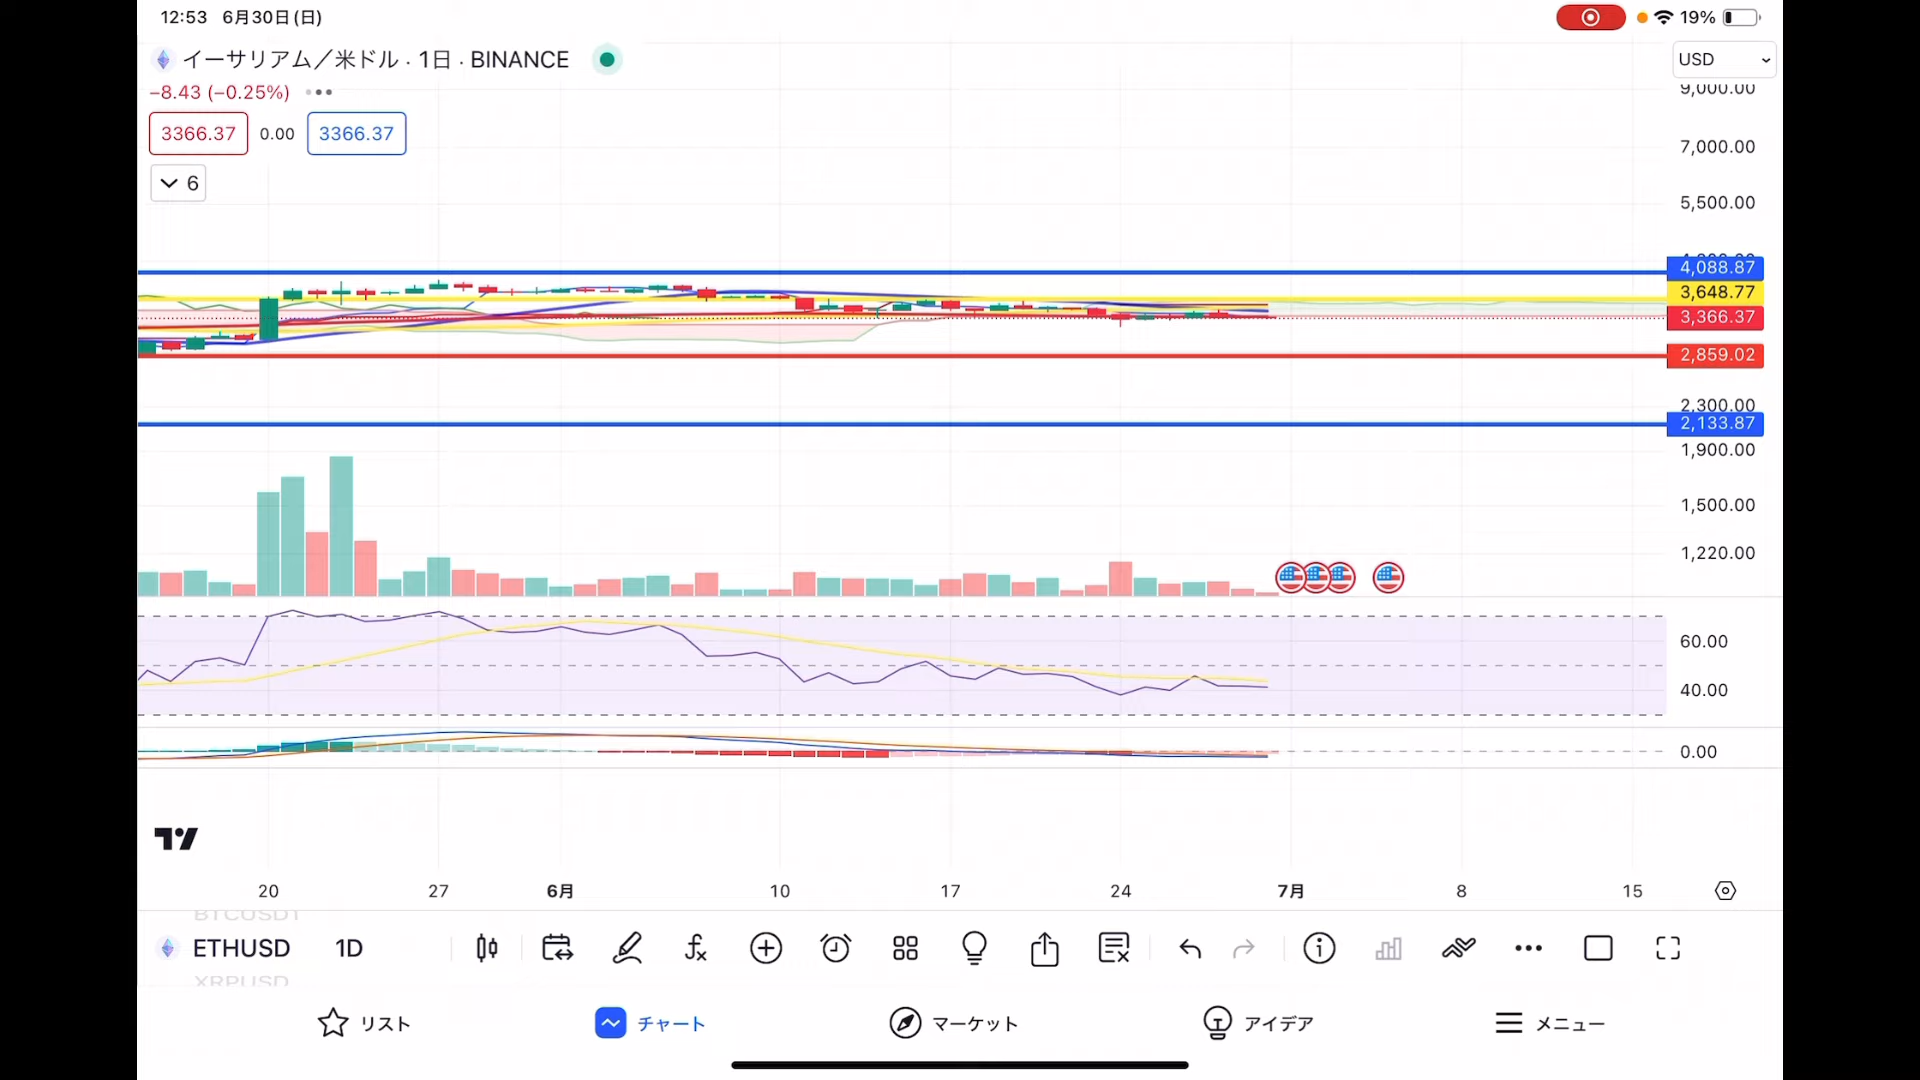 12:53 6月30日(日)
19%
イーサリアム／米ドル · 1日 · BINANCE
USD
−8.43 (−0.25%)
9,000.00
3366.37 0.00 3366.37
7,000.00
6
5,500.00
4,088.87
3,648.77
3,366.37
2,859.02
2,300.00
2,133.87
1,900.00
1,500.00
1,220.00
60.00
40.00
0.00
20 27 6月 10 17 24 7月 8 15
BTCUSDT
ETHUSD 1D
XRPUSD
リスト チャート マーケット アイデア メニュー